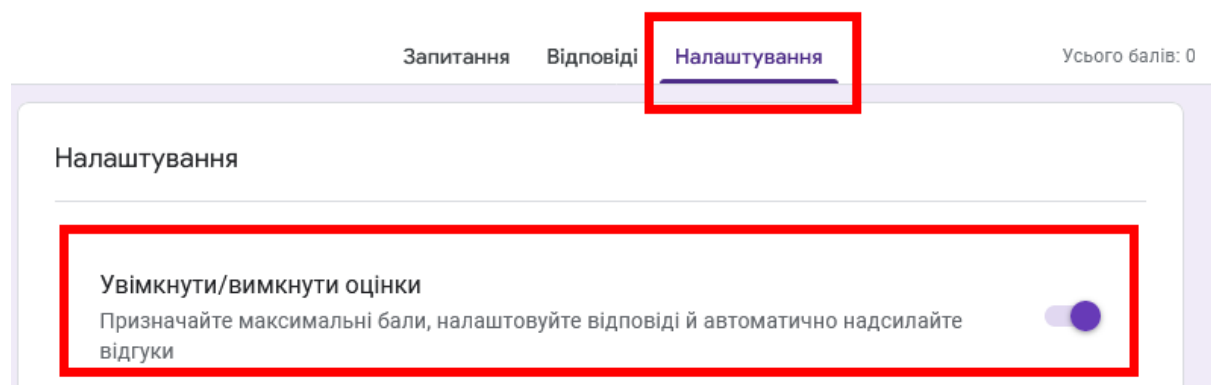 Запитання Відповіді Налаштування Усього балів: 0
Налаштування
Увімкнути/вимкнути оцінки
Призначайте максимальні бали, налаштовуйте відповіді й автоматично надсилайте
відгуки